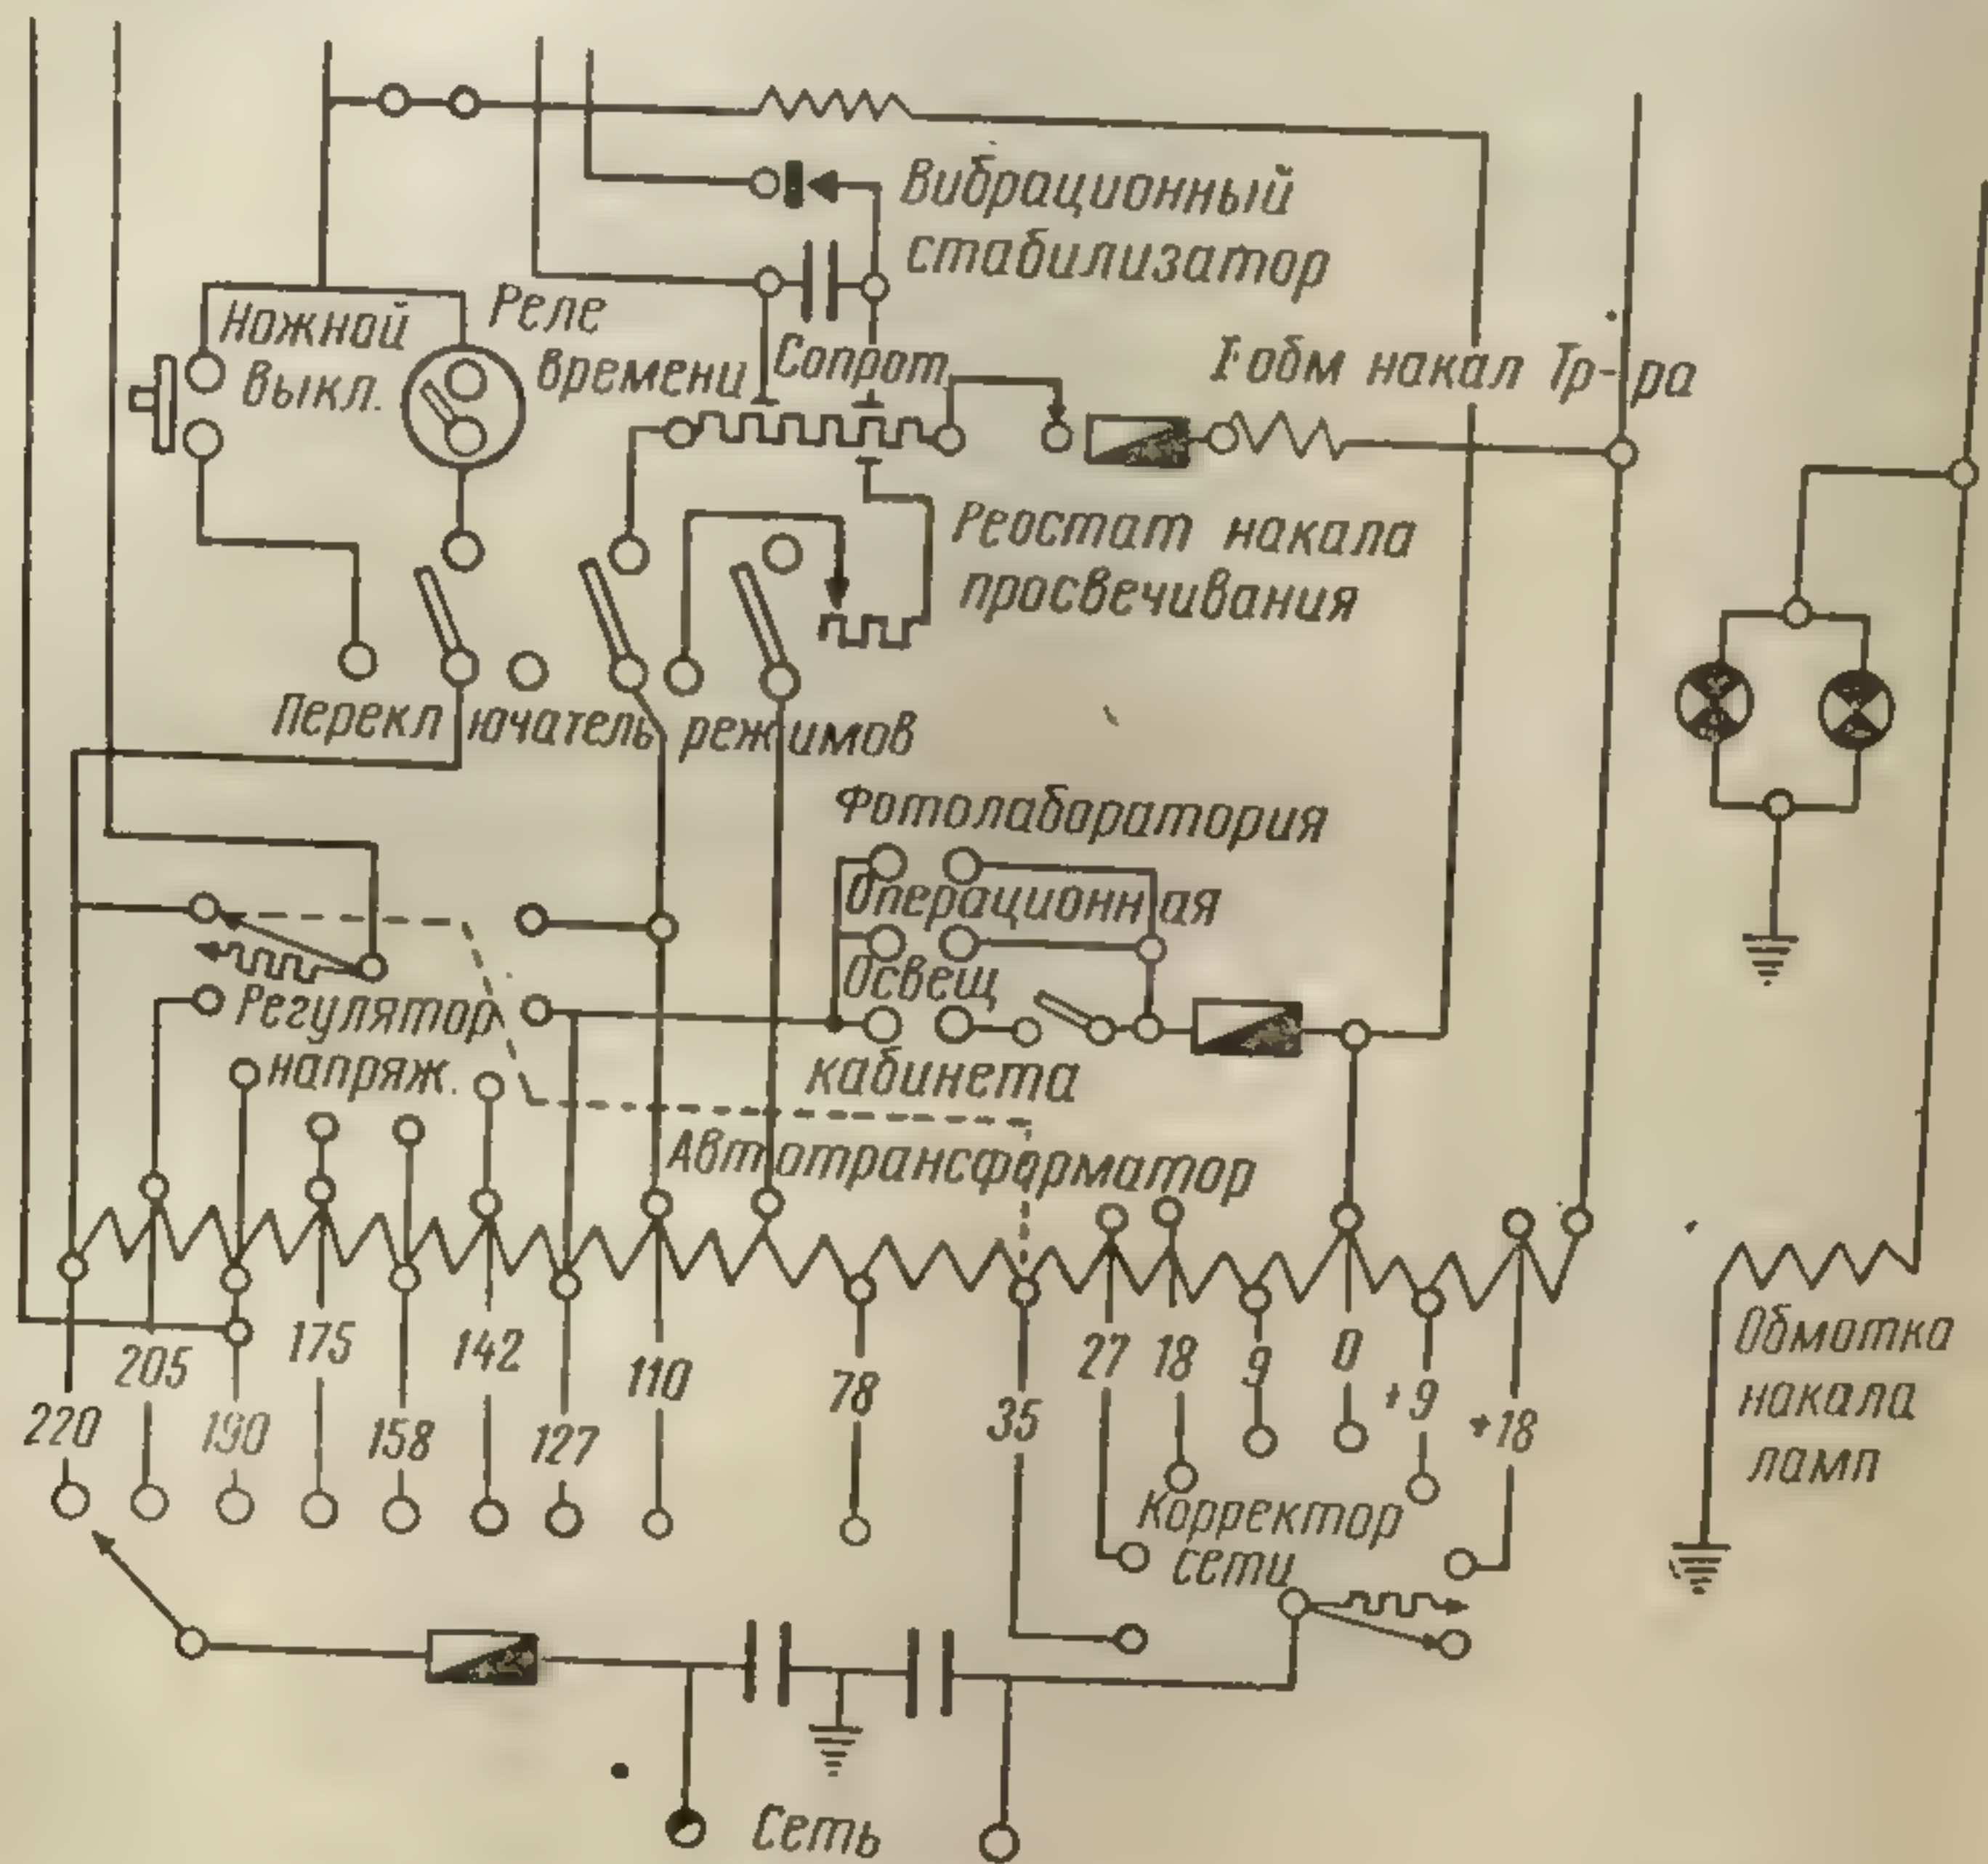 Вибрационный
стабилизатор
Ножной
выкл.
Реле
времени
Сопрот.
I обм накал Тр-ра
Реостат накала
просвечивания
Переключатель режимов
Фотолаборатория
Операционная
Освещ
кабинета
Регулятор
напряж.
Автотрансформатор
220
205
190
175
158
142
127
110
78
35
27
18
9
0
+9
+18
Обмотка
накала
ламп
Корректор
сети
Сеть